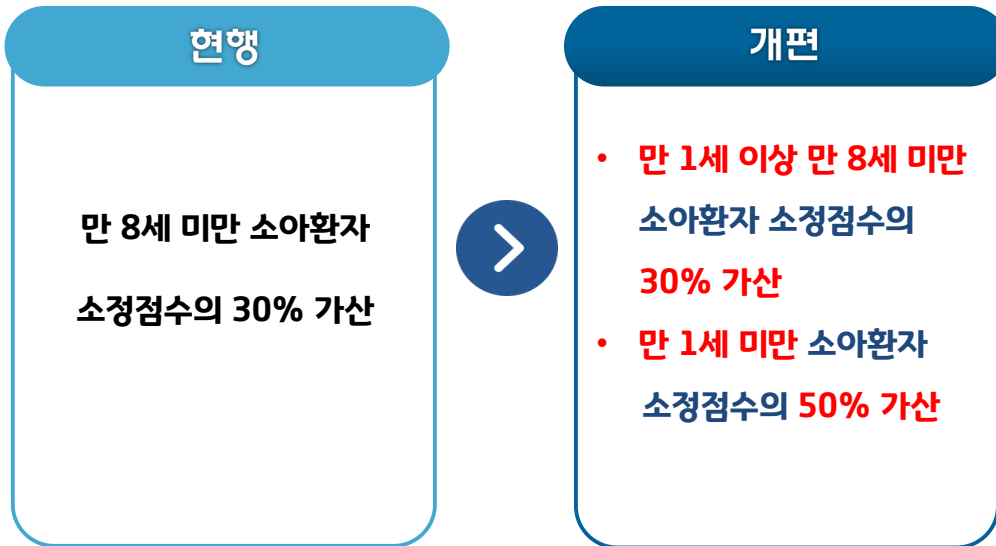 현행
만 8세 미만 소아환자
소정점수의 30% 가산
개편
• 만 1세 이상 만 8세 미만
소아환자 소정점수의
30% 가산
• 만 1세 미만 소아환자
소정점수의 50% 가산